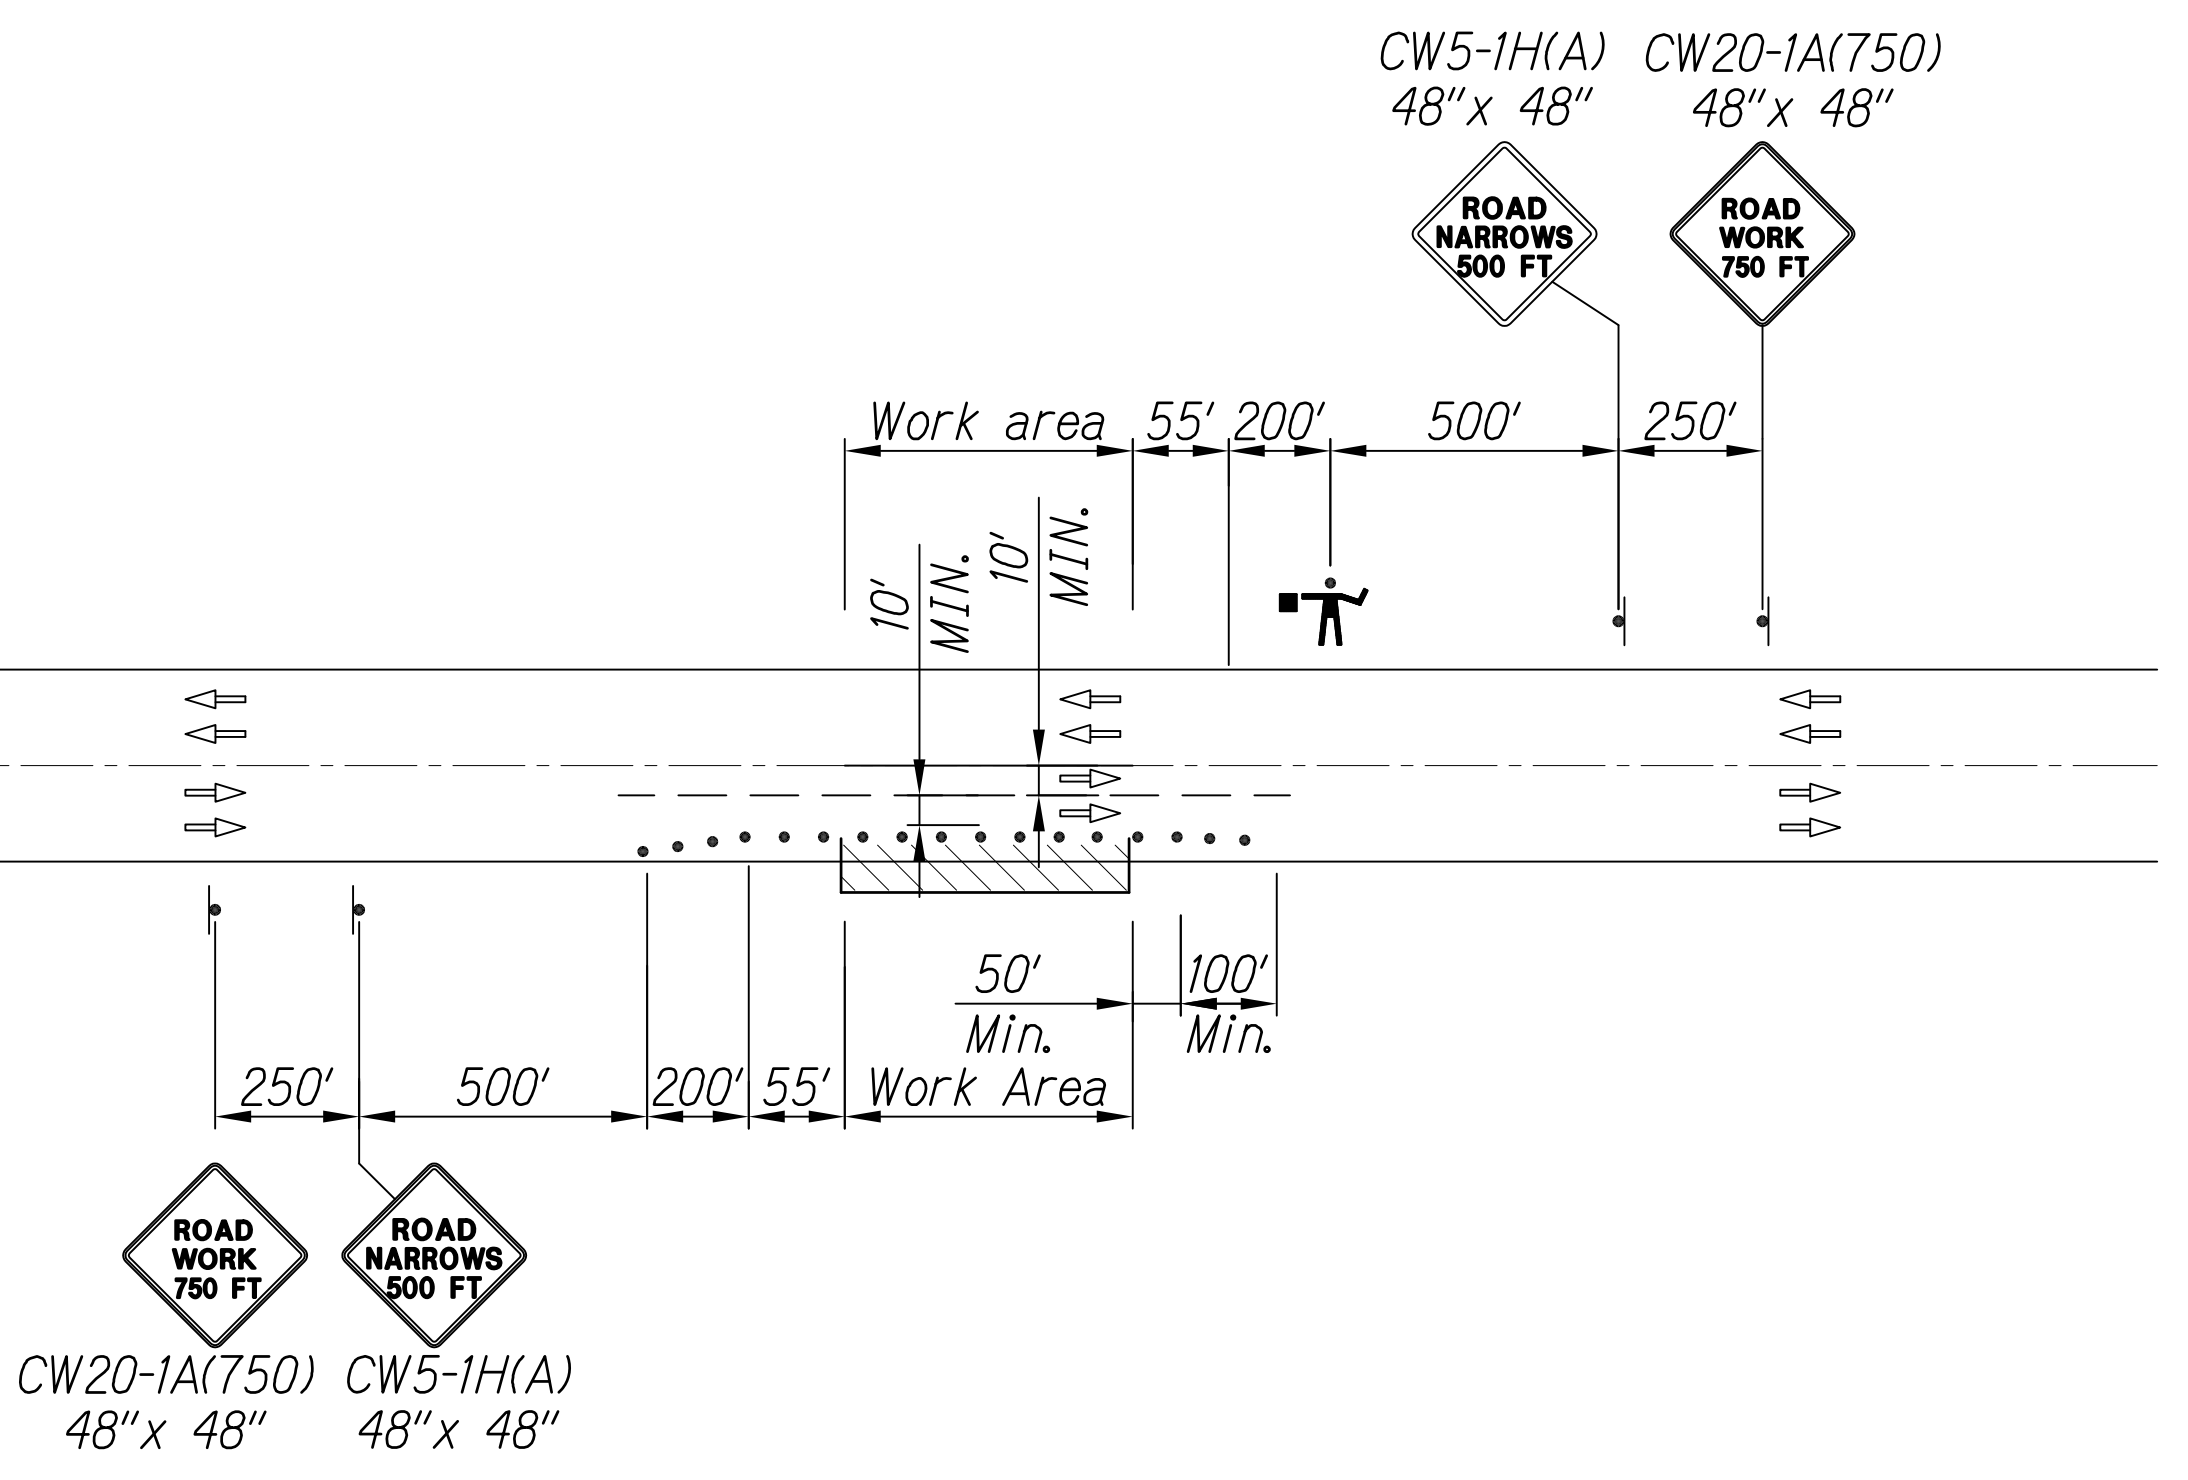 CW5-1H(A) CW20-1A(750)
48"x 48" 48"x 48"
ROAD
NARROWS
500 FT
ROAD
WORK
750 FT
Work area 55' 200' 500' 250'
10'
MIN.
10'
MIN.
50'
Min.
100'
Min.
250' 500' 200' 55' Work Area
ROAD
WORK
750 FT
ROAD
NARROWS
500 FT
CW20-1A(750) CW5-1H(A)
48"x 48" 48"x 48"